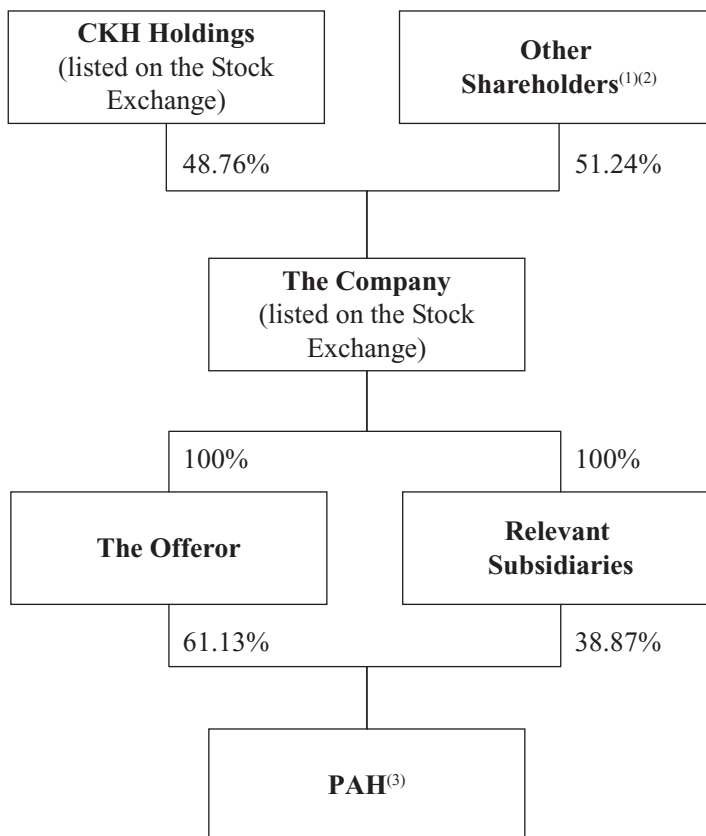 CKH Holdings
(listed on the Stock
Exchange)
Other
Shareholders(1)(2)
48.76%
51.24%
The Company
(listed on the Stock
Exchange)
100%
100%
The Offeror
Relevant
Subsidiaries
61.13%
38.87%
PAH(3)